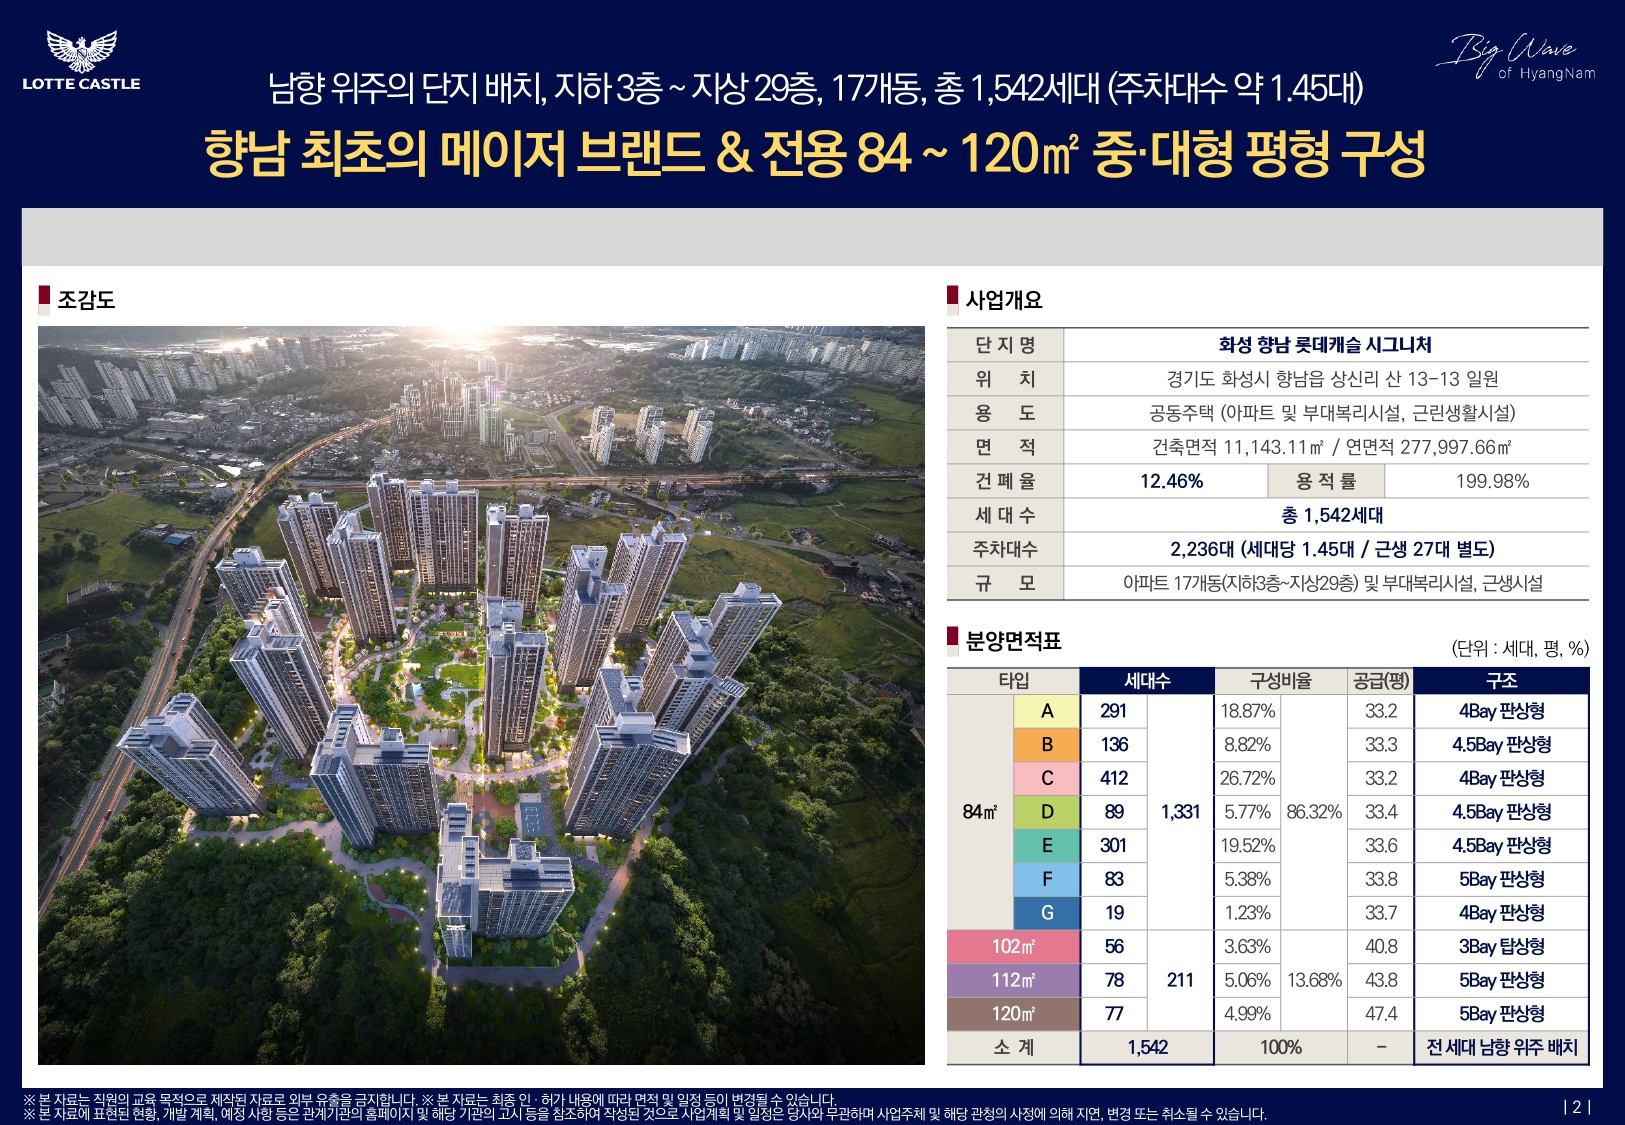 LOTTE CASTLE
Big Wave
of HyangNam
남향 위주의 단지 배치, 지하 3층 ~ 지상 29층, 17개동, 총 1,542세대 (주차대수 약 1.45대)
향남 최초의 메이저 브랜드 & 전용 84 ~ 120㎡ 중·대형 평형 구성
조감도
사업개요
단 지 명 화성 향남 롯데캐슬 시그니처
위 치 경기도 화성시 향남읍 상신리 산 13-13 일원
용 도 공동주택 (아파트 및 부대복리시설, 근린생활시설)
면 적 건축면적 11,143.11㎡ / 연면적 277,997.66㎡
건 폐 율 12.46% 용 적 률 199.98%
세 대 수 총 1,542세대
주차대수 2,236대 (세대당 1.45대 / 근생 27대 별도)
규 모 아파트 17개동(지하3층~지상29층) 및 부대복리시설, 근생시설
분양면적표 (단위 : 세대, 평, %)
타입 세대수 구성비율 공급(평) 구조
A 291 18.87% 33.2 4Bay 판상형
B 136 8.82% 33.3 4.5Bay 판상형
C 412 26.72% 33.2 4Bay 판상형
84㎡ D 89 1,331 5.77% 86.32% 33.4 4.5Bay 판상형
E 301 19.52% 33.6 4.5Bay 판상형
F 83 5.38% 33.8 5Bay 판상형
G 19 1.23% 33.7 4Bay 판상형
102㎡ 56 3.63% 40.8 3Bay 탑상형
112㎡ 78 211 5.06% 13.68% 43.8 5Bay 판상형
120㎡ 77 4.99% 47.4 5Bay 판상형
소 계 1,542 100% - 전 세대 남향 위주 배치
※ 본 자료는 직원의 교육 목적으로 제작된 자료로 외부 유출을 금지합니다. ※ 본 자료는 최종 인 · 허가 내용에 따라 면적 및 일정 등이 변경될 수 있습니다.
※ 본 자료에 표현된 현황, 개발 계획, 예정 사항 등은 관계기관의 홈페이지 및 해당 기관의 고시 등을 참조하여 작성된 것으로 사업계획 및 일정은 당사와 무관하며 사업주체 및 해당 관청의 사정에 의해 지연, 변경 또는 취소될 수 있습니다.
| 2 |